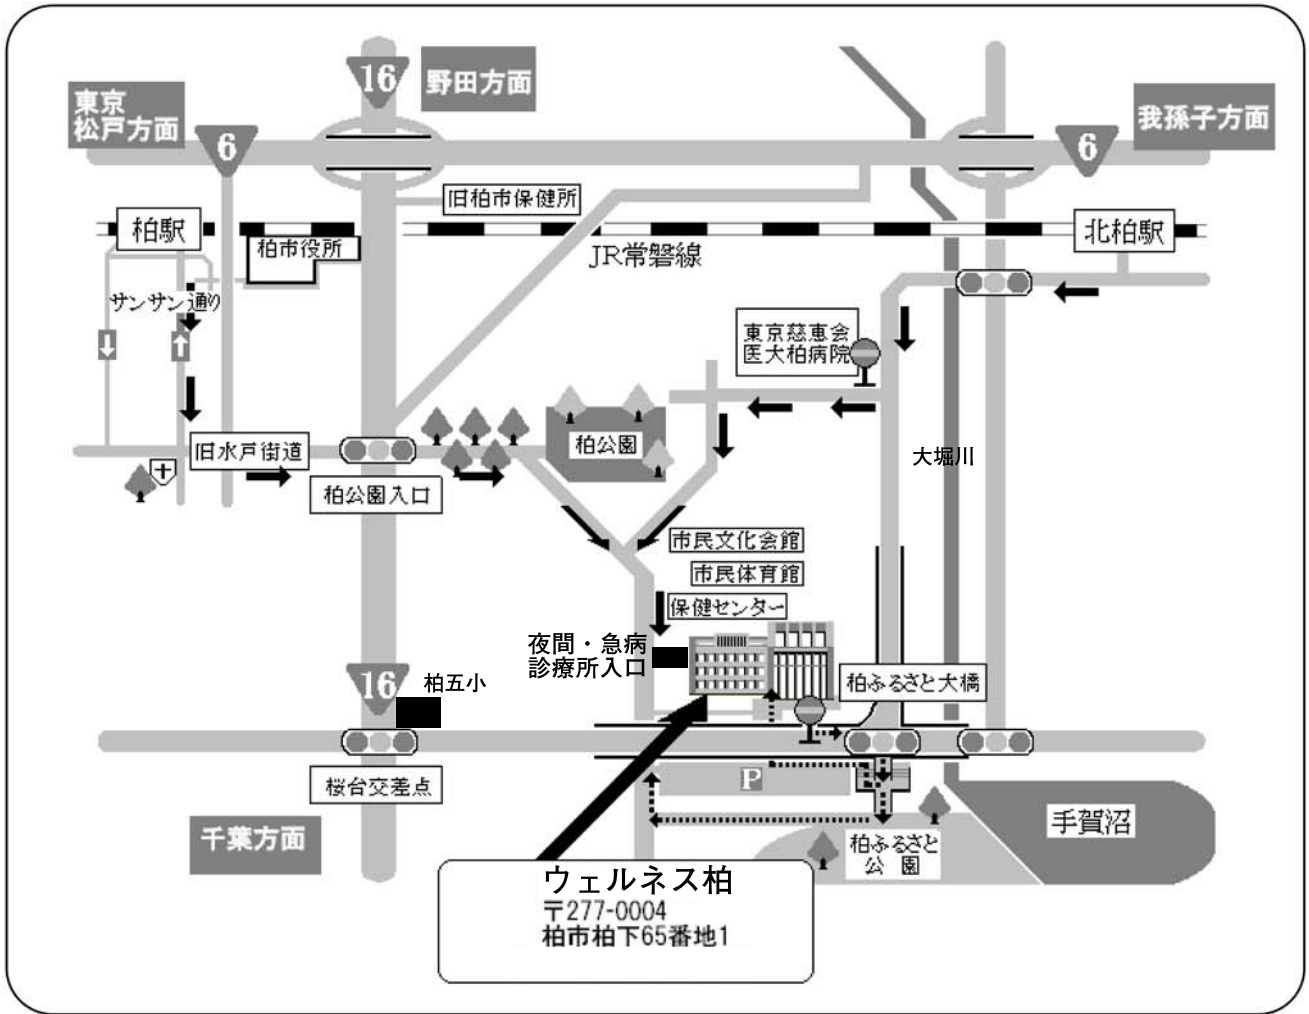 16
野田方面
東京
松戸方面
6
6
我孫子方面
旧柏市保健所
柏駅
柏市役所
JR常磐線
北柏駅
サンサン通り
東京慈恵会
医大柏病院
旧水戸街道
柏公園
大堀川
柏公園入口
市民文化会館
市民体育館
保健センター
夜間・急病
診療所入口
16
柏五小
柏ふるさと大橋
桜台交差点
P
千葉方面
手賀沼
柏ふるさと
公園
ウェルネス柏
〒277-0004
柏市柏下65番地1